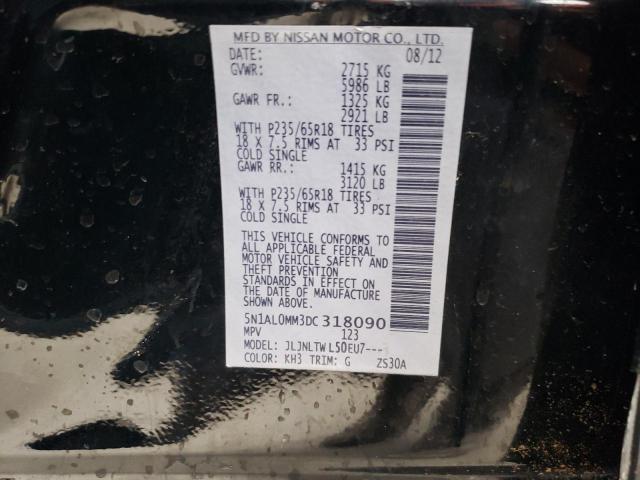 MFD BY NISSAN MOTOR CO., LTD.
DATE: 08/12
GVWR: 2715 KG
5986 LB
GAWR FR.: 1325 KG
2921 LB
WITH P235/65R18 TIRES
18 X 7.5 RIMS AT 33 PSI
COLD SINGLE
GAWR RR.: 1415 KG
3120 LB
WITH P235/65R18 TIRES
18 X 7.5 RIMS AT 33 PSI
COLD SINGLE
THIS VEHICLE CONFORMS TO
ALL APPLICABLE FEDERAL
MOTOR VEHICLE SAFETY AND
THEFT PREVENTION
STANDARDS IN EFFECT ON
THE DATE OF MANUFACTURE
SHOWN ABOVE.
5N1AL0MM3DC318090
MPV 123
MODEL: JLJNLTWL50EU7---
COLOR: KH3 TRIM: G ZS30A